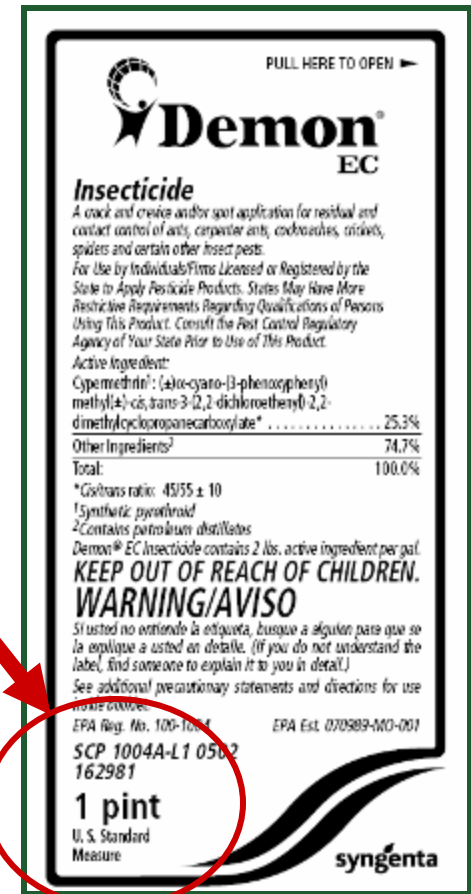 PULL HERE TO OPEN
Demon®
EC
Insecticide
A crack and crevice and/or spot application for residual and
contact control of ants, carpenter ants, cockroaches, crickets,
spiders and certain other insect pests.
For Use by Individuals/Firms Licensed or Registered by the
State to Apply Pesticide Products. States May Have More
Restrictive Requirements Regarding Qualifications of Persons
Using This Product. Consult the Pest Control Regulatory
Agency of Your State Prior to Use of This Product.
Active Ingredient:
Cypermethrin¹: (±)α-cyano-(3-phenoxyphenyl)
methyl(±)-cis,trans-3-(2,2-dichloroethenyl)-2,2-
dimethylcyclopropanecarboxylate* . . . . . . . . . . . . . . . 25.3%
Other Ingredients² 74.7%
Total: 100.0%
*Cis/trans ratio: 45/55 ± 10
¹Synthetic pyrethroid
²Contains petroleum distillates
Demon® EC Insecticide contains 2 lbs. active ingredient per gal.
KEEP OUT OF REACH OF CHILDREN.
WARNING/AVISO
Si usted no entiende la etiqueta, busque a alguien para que se
la explique a usted en detalle. (If you do not understand the
label, find someone to explain it to you in detail.)
See additional precautionary statements and directions for use
EPA Reg. No. 100-1004 EPA Est. 070989-MO-001
SCP 1004A-L1 0502
162981
1 pint
U. S. Standard
Measure
syngenta